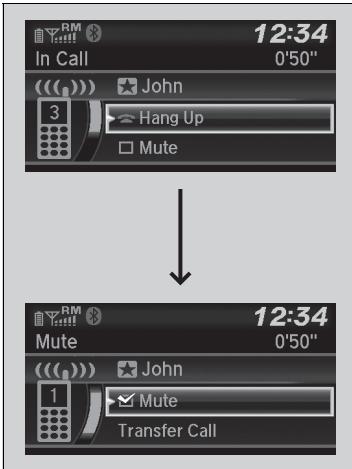 RM 12:34
In Call 0'50"
John
3
Hang Up
Mute
RM 12:34
Mute 0'50"
John
1
Mute
Transfer Call